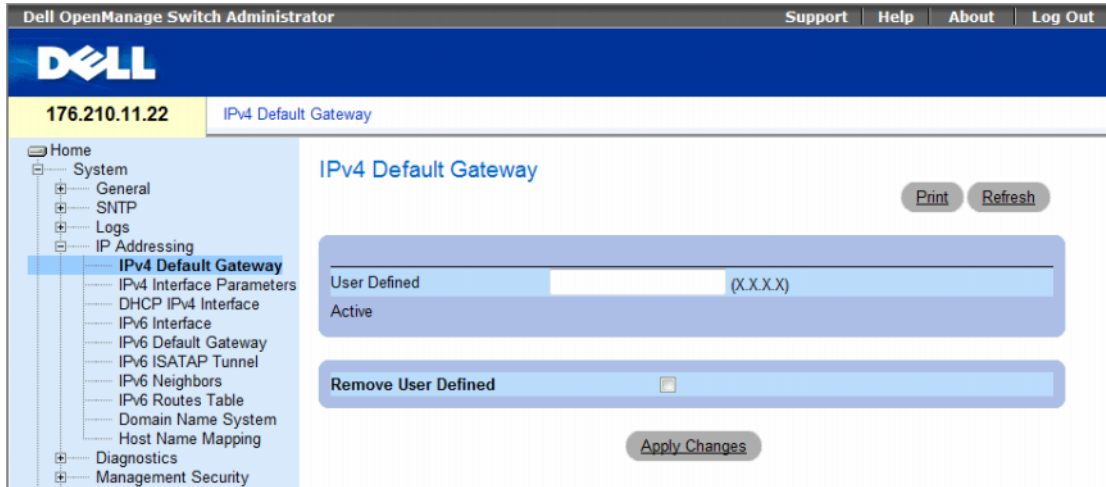 Dell OpenManage Switch Administrator
Support | Help | About | Log Out
DELL
176.210.11.22
IPv4 Default Gateway
Home
System
General
SNTP
Logs
IP Addressing
IPv4 Default Gateway
IPv4 Interface Parameters
DHCP IPv4 Interface
IPv6 Interface
IPv6 Default Gateway
IPv6 ISATAP Tunnel
IPv6 Neighbors
IPv6 Routes Table
Domain Name System
Host Name Mapping
Diagnostics
Management Security
IPv4 Default Gateway
Print
Refresh
User Defined (X.X.X.X)
Active
Remove User Defined
Apply Changes